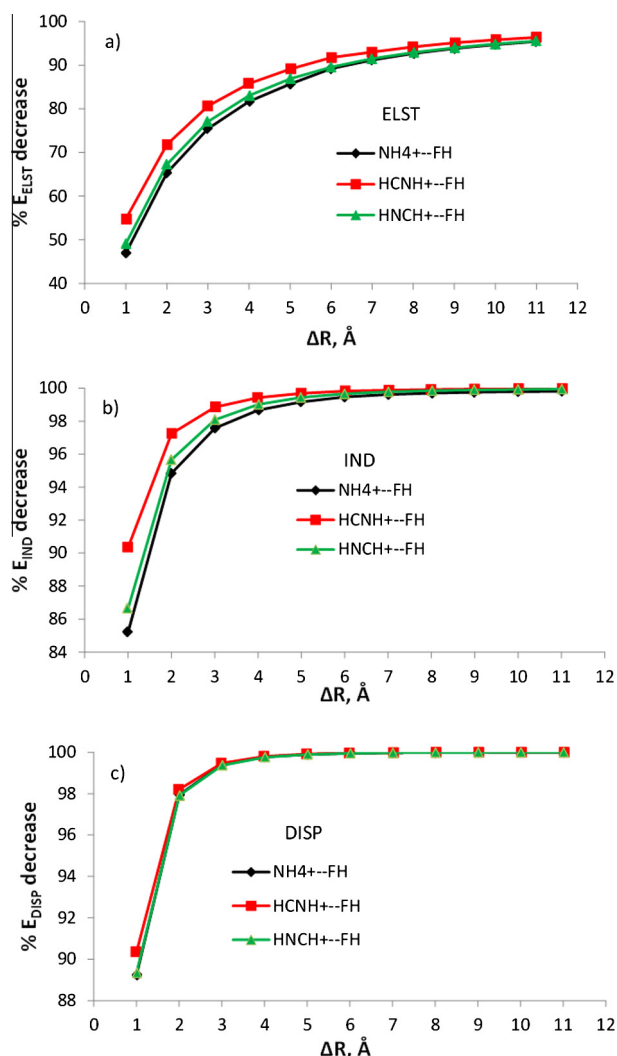 a)
% E_ELST decrease
100
90
80
70
60
50
40
ELST
NH4+--FH
HCNH+--FH
HNCH+--FH
0 1 2 3 4 5 6 7 8 9 10 11 12
ΔR, Å
b)
% E_IND decrease
100
98
96
94
92
90
88
86
84
IND
NH4+--FH
HCNH+--FH
HNCH+--FH
0 1 2 3 4 5 6 7 8 9 10 11 12
ΔR, Å
c)
% E_DISP decrease
100
98
96
94
92
90
88
DISP
NH4+--FH
HCNH+--FH
HNCH+--FH
0 1 2 3 4 5 6 7 8 9 10 11 12
ΔR, Å